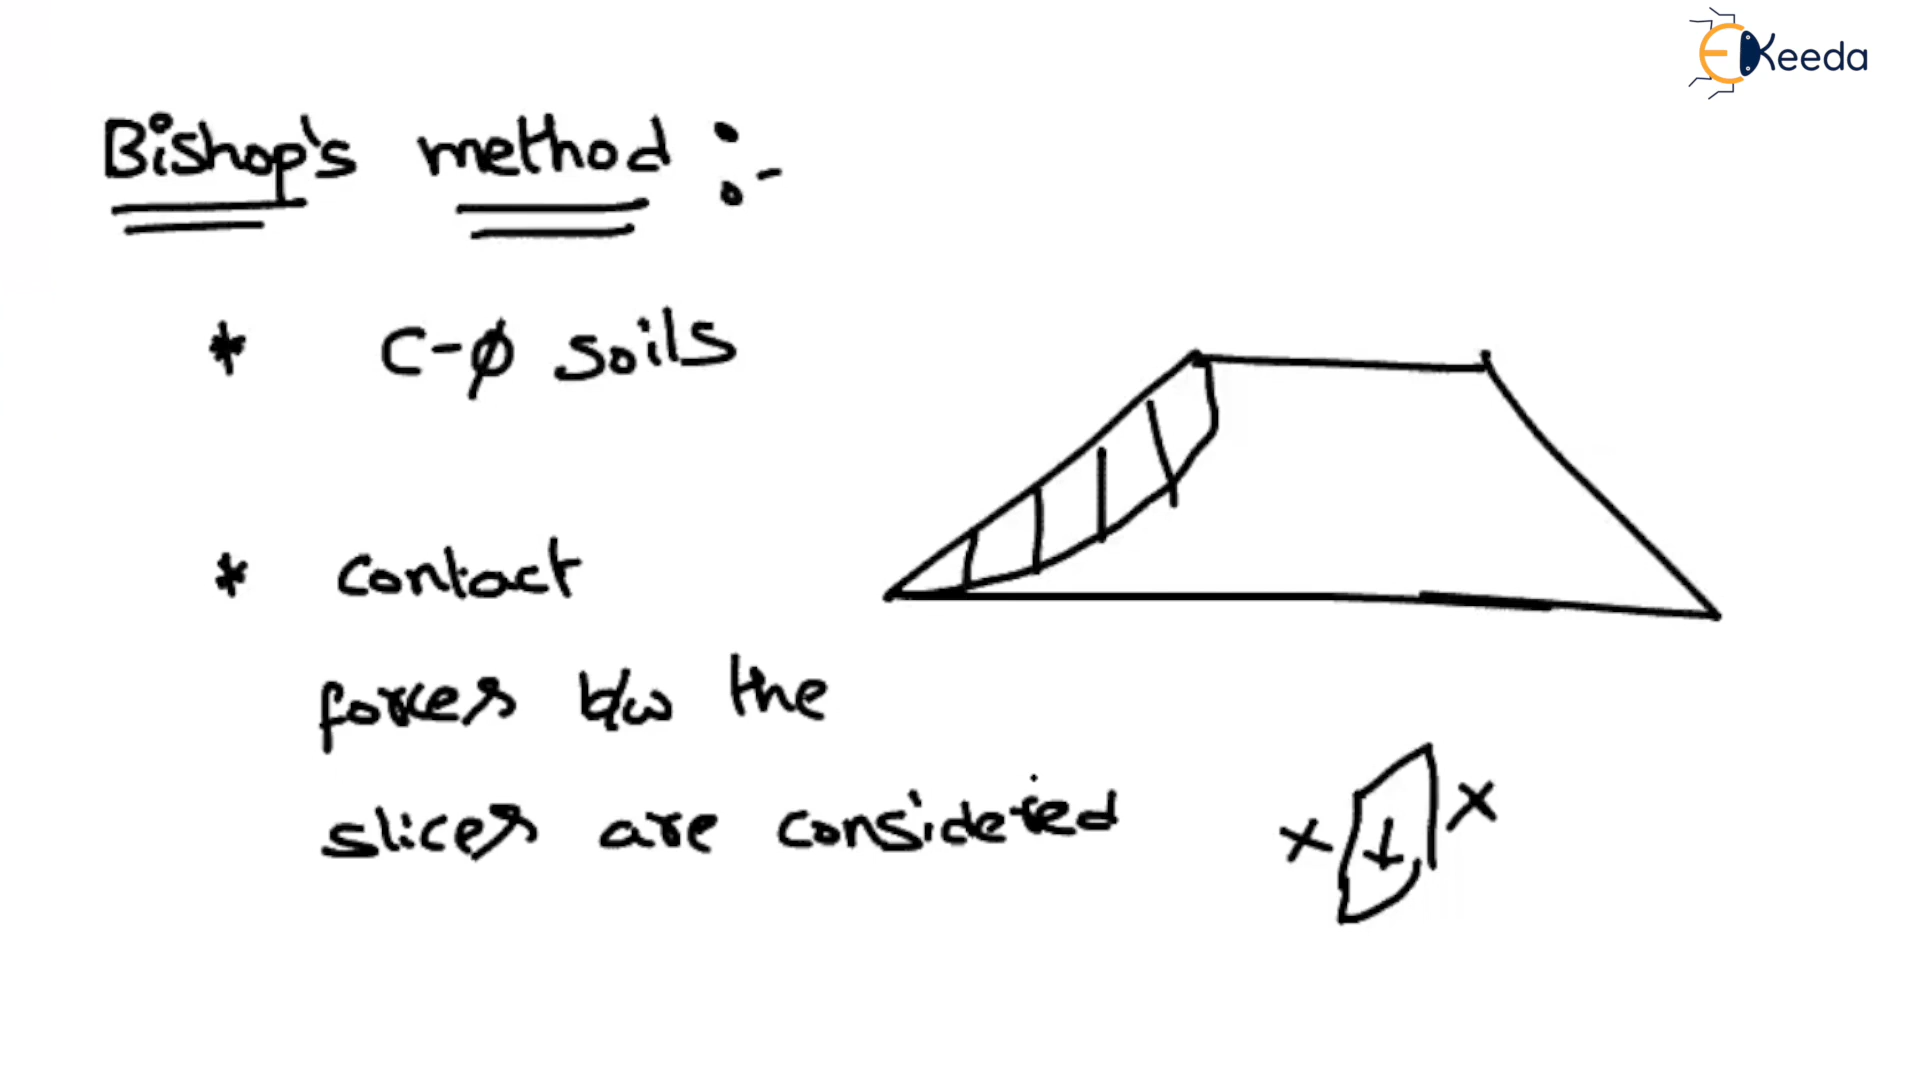 EKeeda
Bishop's method :-
* C-ϕ soils
* contact
forces b/w the
slices are considered
x x